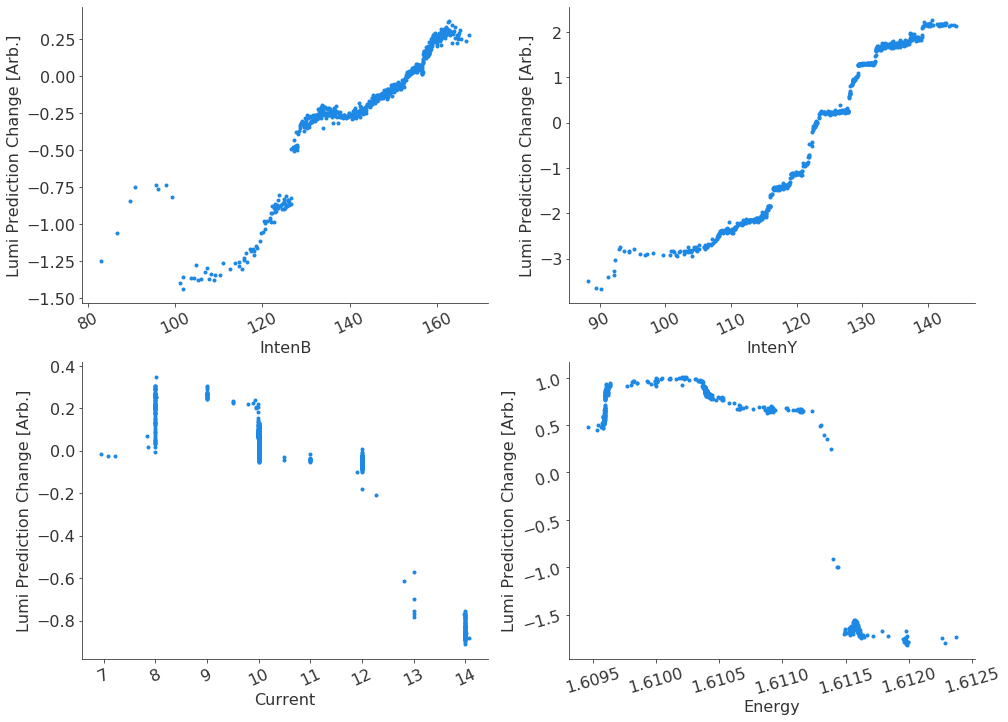 Lumi Prediction Change [Arb.]
0.25
0.00
−0.25
−0.50
−0.75
−1.00
−1.25
−1.50
80 100 120 140 160
IntenB
Lumi Prediction Change [Arb.]
2
1
0
−1
−2
−3
90 100 110 120 130 140
IntenY
Lumi Prediction Change [Arb.]
0.4
0.2
0.0
−0.2
−0.4
−0.6
−0.8
7 8 9 10 11 12 13 14
Current
Lumi Prediction Change [Arb.]
1.0
0.5
0.0
−0.5
−1.0
−1.5
1.6095 1.6100 1.6105 1.6110 1.6115 1.6120 1.6125
Energy